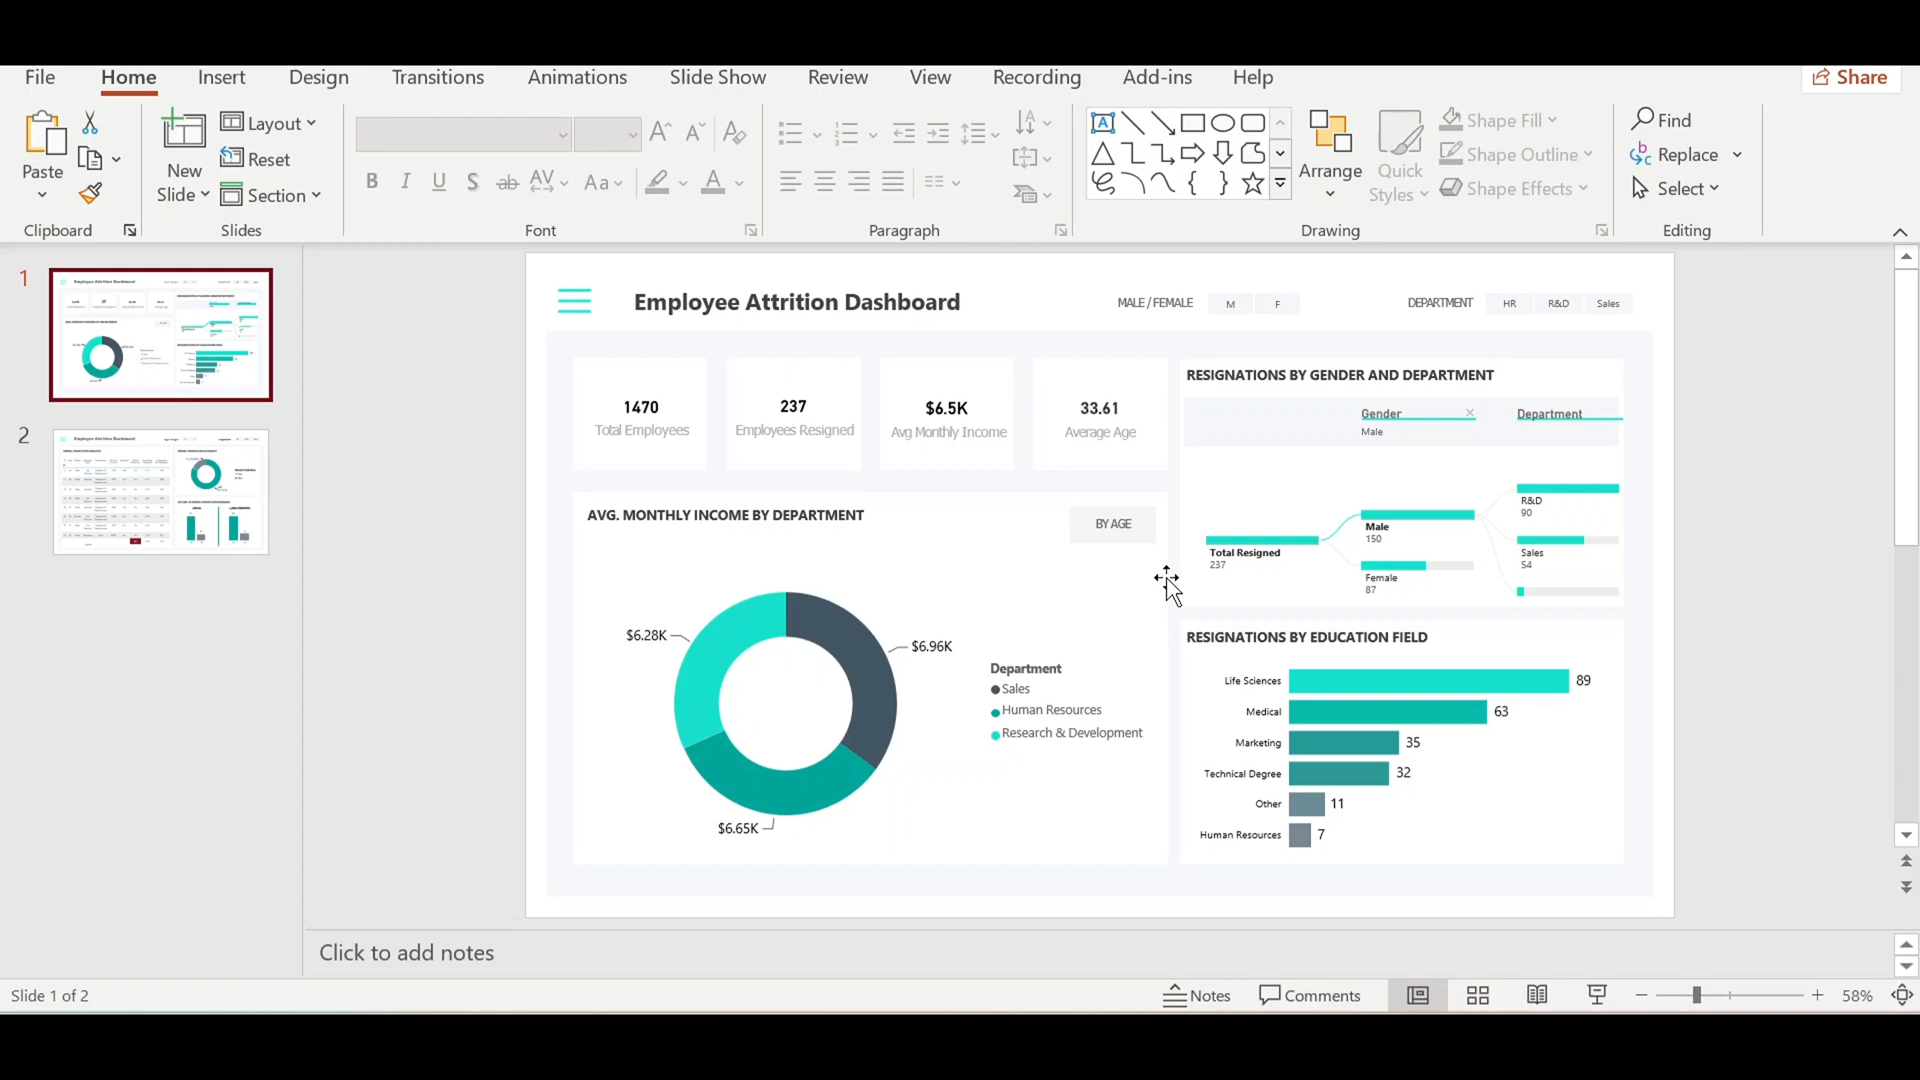 File Home Insert Design Transitions Animations Slide Show Review View Recording Add-ins Help Share
Paste
New
Slide
Layout
Reset
Section
Aa
Arrange
Quick
Styles
Shape Fill
Shape Outline
Shape Effects
Find
Replace
Select
Clipboard Slides Font Paragraph Drawing Editing
1
2
Employee Attrition Dashboard
MALE / FEMALE M F
DEPARTMENT HR R&D Sales
1470
Total Employees
237
Employees Resigned
$6.5K
Avg Monthly Income
33.61
Average Age
AVG. MONTHLY INCOME BY DEPARTMENT
BY AGE
$6.28K
$6.96K
$6.65K
Department
Sales
Human Resources
Research & Development
RESIGNATIONS BY GENDER AND DEPARTMENT
Gender
Male
Department
Total Resigned
237
Male
150
Female
87
R&D
90
Sales
54
RESIGNATIONS BY EDUCATION FIELD
Life Sciences 89
Medical 63
Marketing 35
Technical Degree 32
Other 11
Human Resources 7
Click to add notes
Slide 1 of 2 Notes Comments 58%